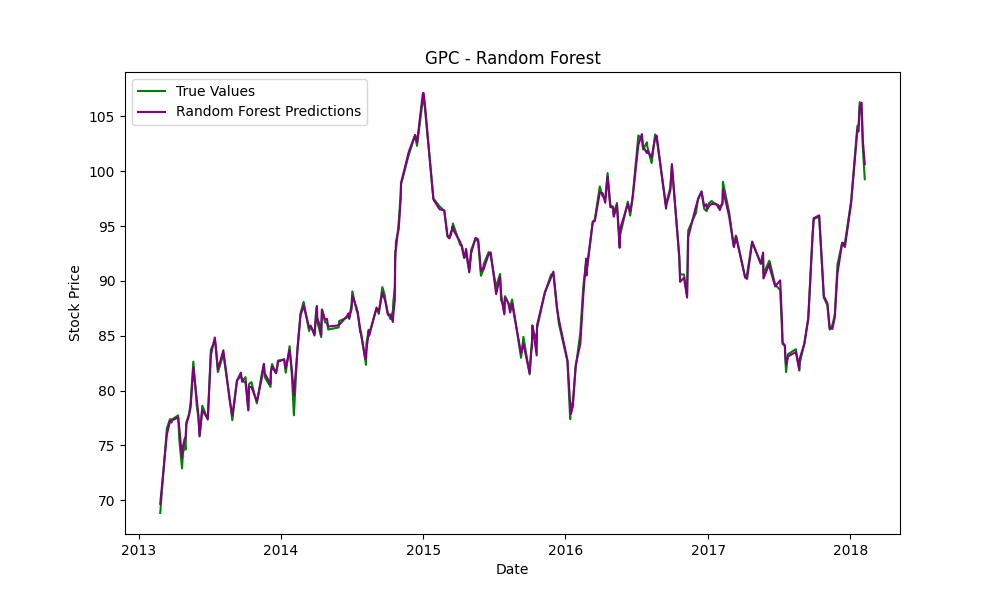 GPC - Random Forest
True Values
Random Forest Predictions
105
100
95
90
85
80
75
70
Stock Price
2013 2014 2015 2016 2017 2018
Date